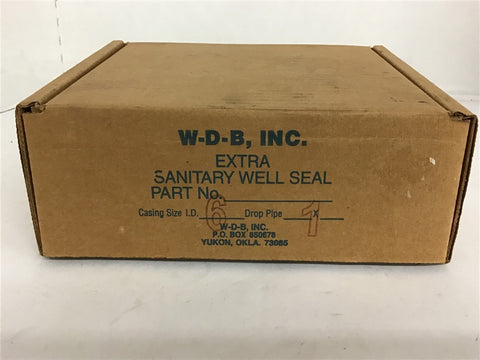 W-D-B, INC.
EXTRA
SANITARY WELL SEAL
PART No.
Casing Size I.D. 6 Drop Pipe 1 X
W-D-B, INC.
P.O. BOX 850678
YUKON, OKLA. 73085